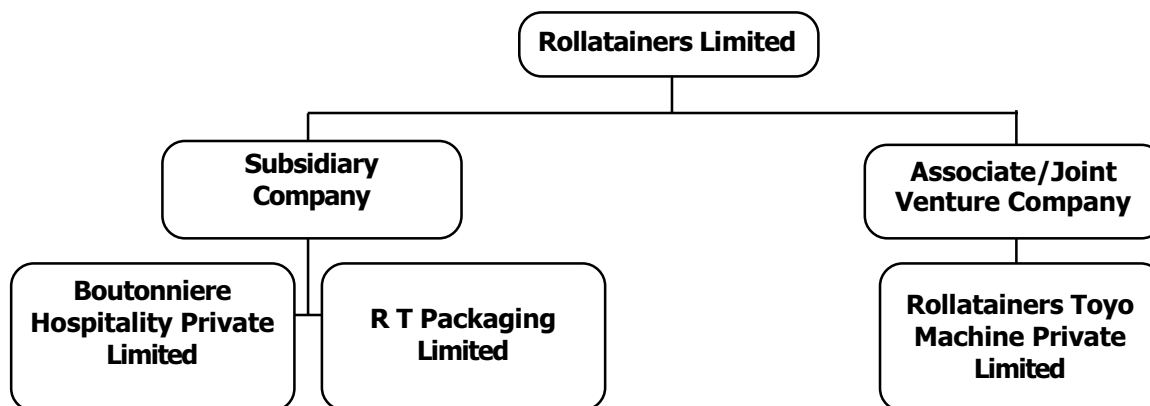 Rollatainers Limited
Subsidiary
Company
Associate/Joint
Venture Company
Boutonniere
Hospitality Private
Limited
R T Packaging
Limited
Rollatainers Toyo
Machine Private
Limited